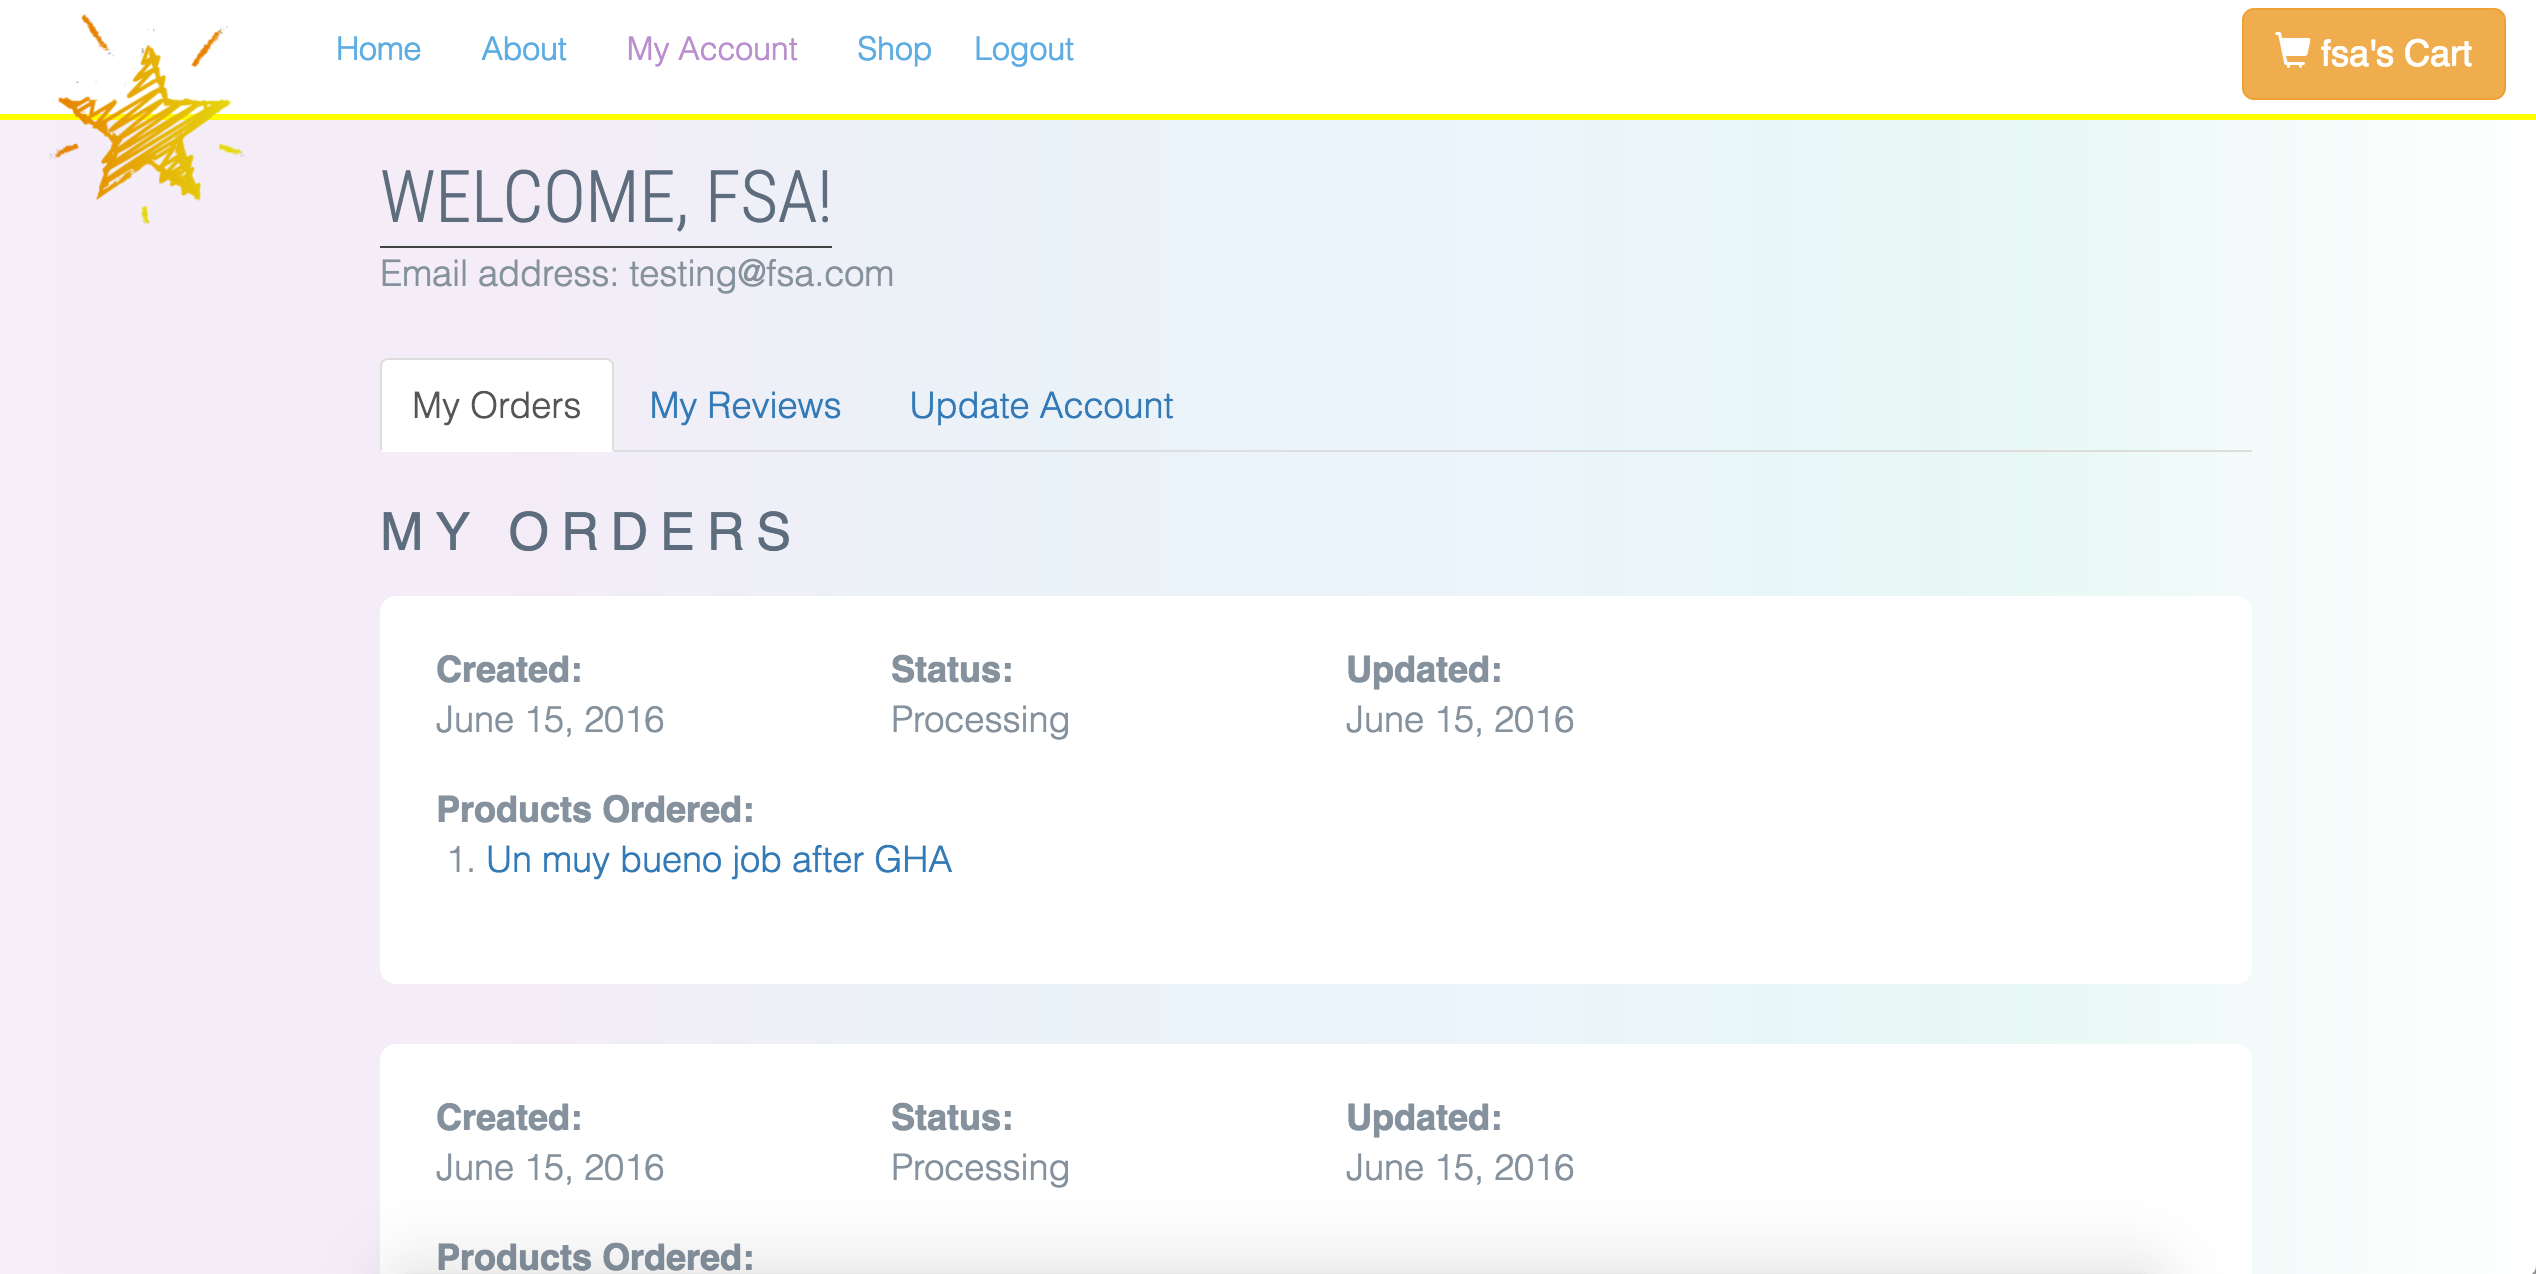 Home About My Account Shop Logout fsa's Cart
WELCOME, FSA!
Email address: testing@fsa.com
My Orders My Reviews Update Account
MY ORDERS
Created: Status: Updated:
June 15, 2016 Processing June 15, 2016
Products Ordered:
1. Un muy bueno job after GHA
Created: Status: Updated:
June 15, 2016 Processing June 15, 2016
Products Ordered: